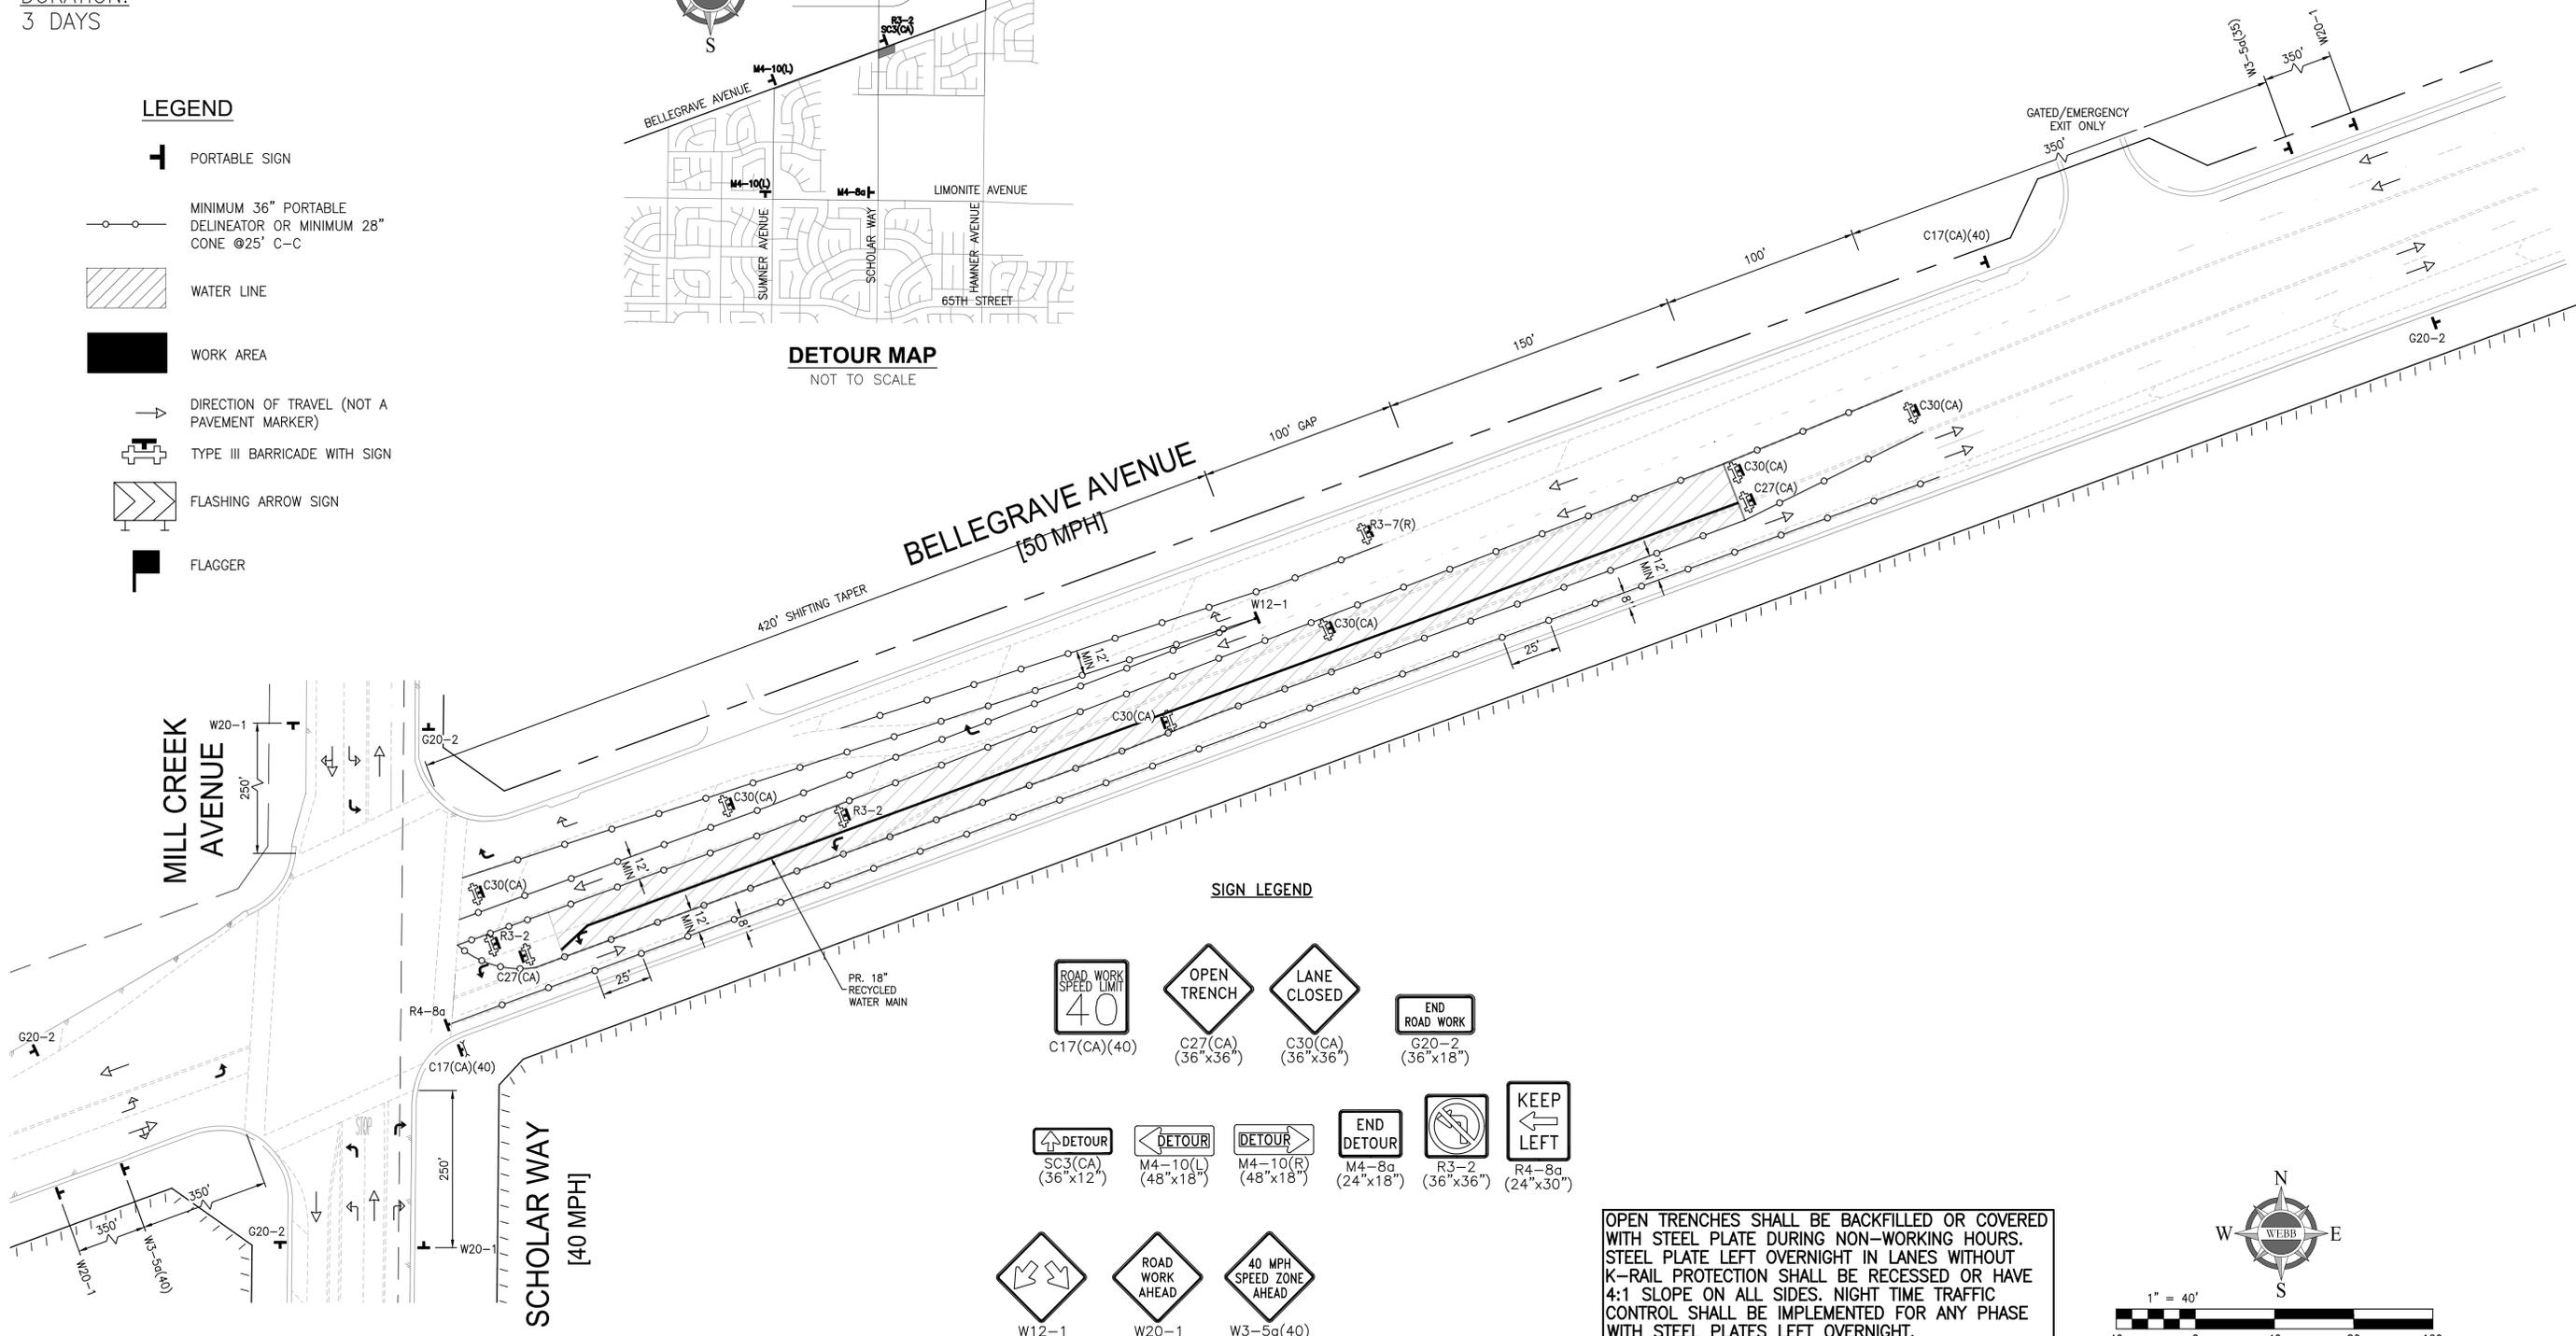 DURATION:
3 DAYS
LEGEND
PORTABLE SIGN
MINIMUM 36" PORTABLE
DELINEATOR OR MINIMUM 28"
CONE @25' C-C
WATER LINE
WORK AREA
DIRECTION OF TRAVEL (NOT A
PAVEMENT MARKER)
TYPE III BARRICADE WITH SIGN
FLASHING ARROW SIGN
FLAGGER
S
R3-2
SC3(CA)
M4-10(L)
BELLEGRAVE AVENUE
M4-10(L)
M4-8a
LIMONITE AVENUE
SUMNER AVENUE
SCHOLAR WAY
HAMNER AVENUE
65TH STREET
DETOUR MAP
NOT TO SCALE
W3-5a(35)
350'
W20-1
GATED/EMERGENCY
EXIT ONLY
350'
C17(CA)(40)
100'
150'
100' GAP
G20-2
C30(CA)
C30(CA)
C27(CA)
BELLEGRAVE AVENUE
[50 MPH]
R3-7(R)
12'
MIN
8'
25'
420' SHIFTING TAPER
W12-1
C30(CA)
12'
MIN
C30(CA)
MILL CREEK
AVENUE
W20-1
250'
G20-2
C30(CA)
R3-2
12'
MIN
C30(CA)
R3-2
C27(CA)
12'
MIN
8'
25'
PR. 18"
RECYCLED
WATER MAIN
R4-8a
C17(CA)(40)
G20-2
STOP
250'
SCHOLAR WAY
[40 MPH]
350'
350'
W20-1
W3-5a(40)
G20-2
W20-1
SIGN LEGEND
ROAD WORK
SPEED LIMIT
40
C17(CA)(40)
OPEN
TRENCH
C27(CA)
(36"x36")
LANE
CLOSED
C30(CA)
(36"x36")
END
ROAD WORK
G20-2
(36"x18")
DETOUR
SC3(CA)
(36"x12")
DETOUR
M4-10(L)
(48"x18")
DETOUR
M4-10(R)
(48"x18")
END
DETOUR
M4-8a
(24"x18")
R3-2
(36"x36")
KEEP
LEFT
R4-8a
(24"x30")
W12-1
ROAD
WORK
AHEAD
W20-1
40 MPH
SPEED ZONE
AHEAD
W3-5a(40)
OPEN TRENCHES SHALL BE BACKFILLED OR COVERED
WITH STEEL PLATE DURING NON-WORKING HOURS.
STEEL PLATE LEFT OVERNIGHT IN LANES WITHOUT
K-RAIL PROTECTION SHALL BE RECESSED OR HAVE
4:1 SLOPE ON ALL SIDES. NIGHT TIME TRAFFIC
CONTROL SHALL BE IMPLEMENTED FOR ANY PHASE
WITH STEEL PLATES LEFT OVERNIGHT.
N
W
WEBB
E
S
1" = 40'